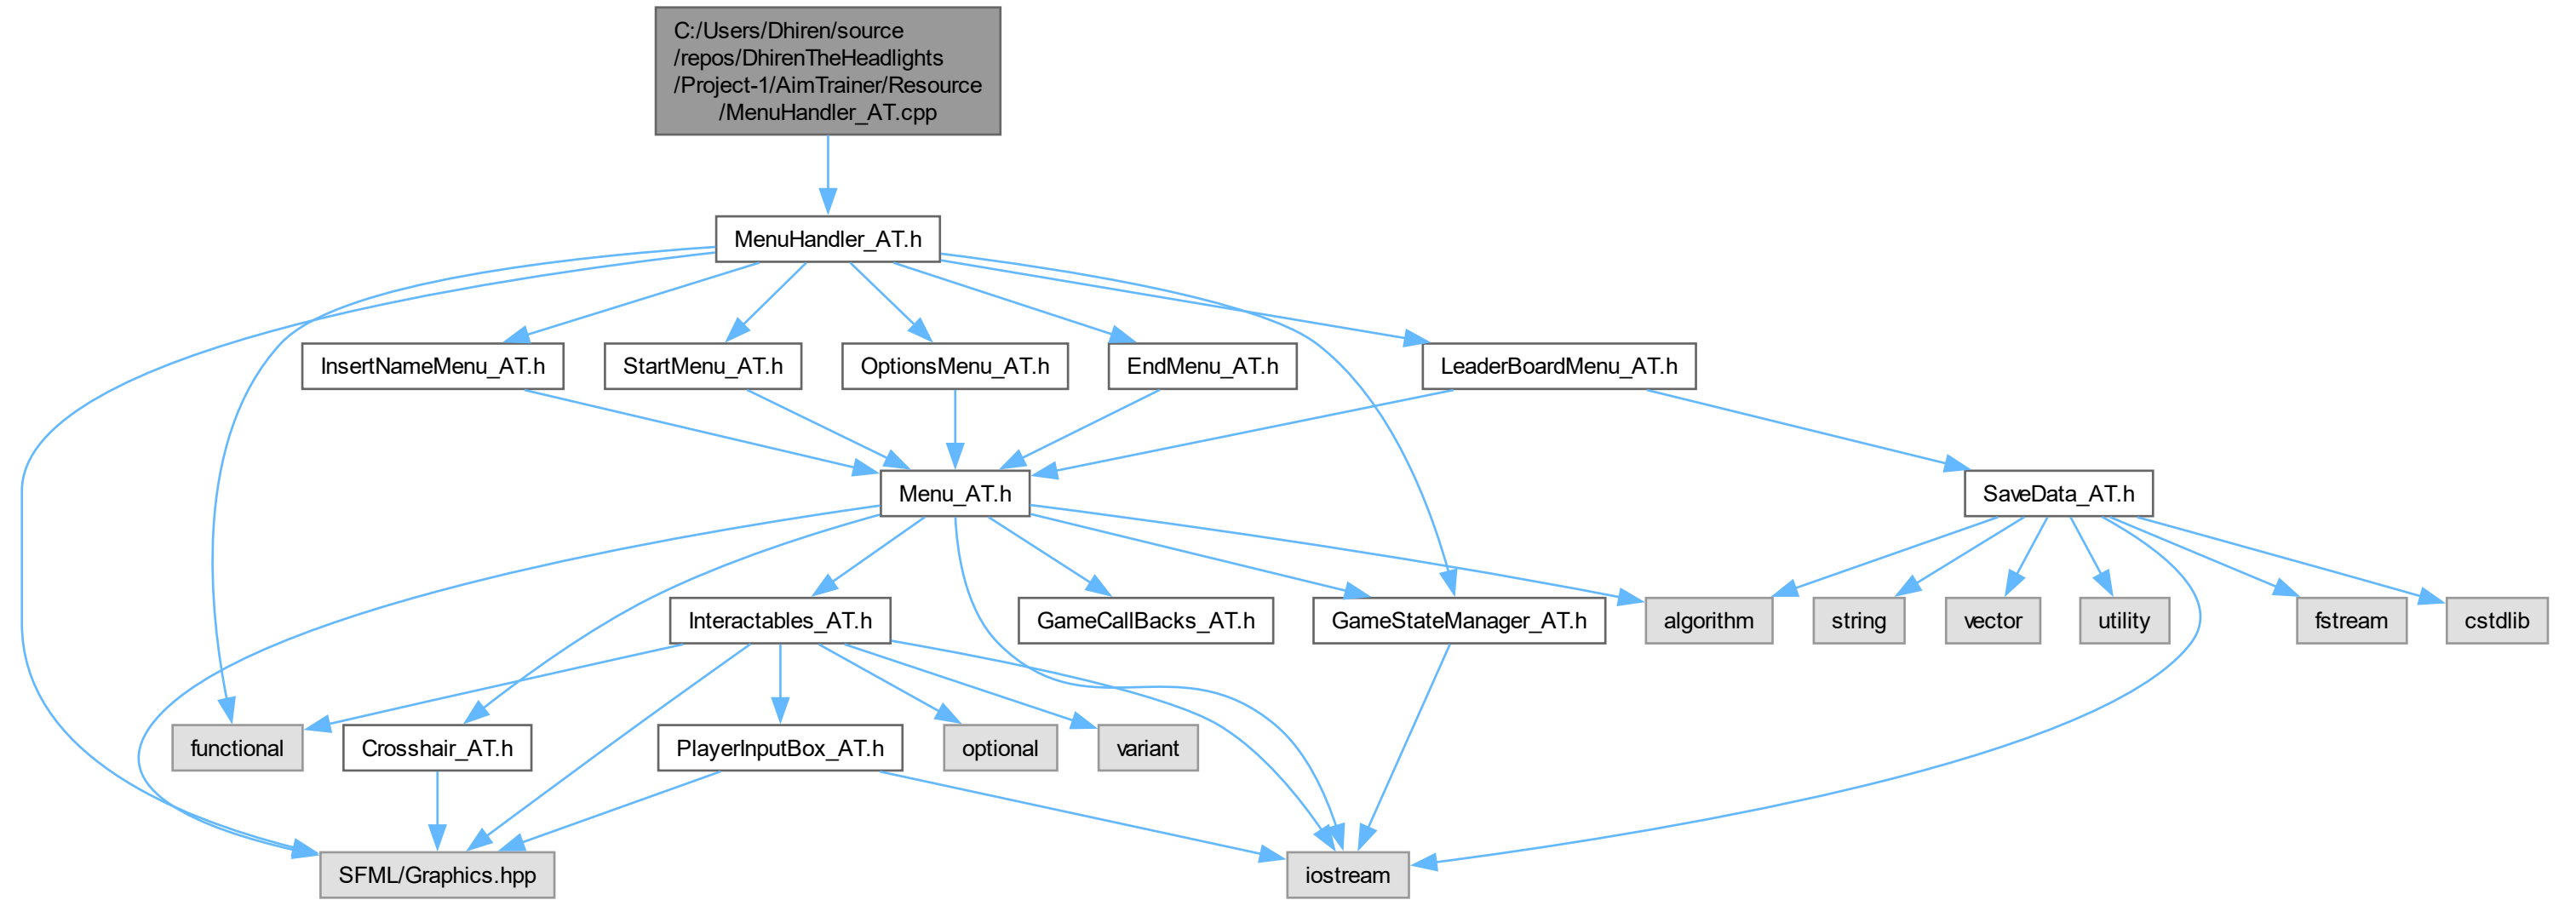 C:/Users/Dhiren/source
/repos/DhirenTheHeadlights
/Project-1/AimTrainer/Resource
/MenuHandler_AT.cpp
MenuHandler_AT.h
InsertNameMenu_AT.h
StartMenu_AT.h
OptionsMenu_AT.h
EndMenu_AT.h
LeaderBoardMenu_AT.h
Menu_AT.h
SaveData_AT.h
Interactables_AT.h
GameCallBacks_AT.h
GameStateManager_AT.h
algorithm
string
vector
utility
fstream
cstdlib
functional
Crosshair_AT.h
PlayerInputBox_AT.h
optional
variant
SFML/Graphics.hpp
iostream